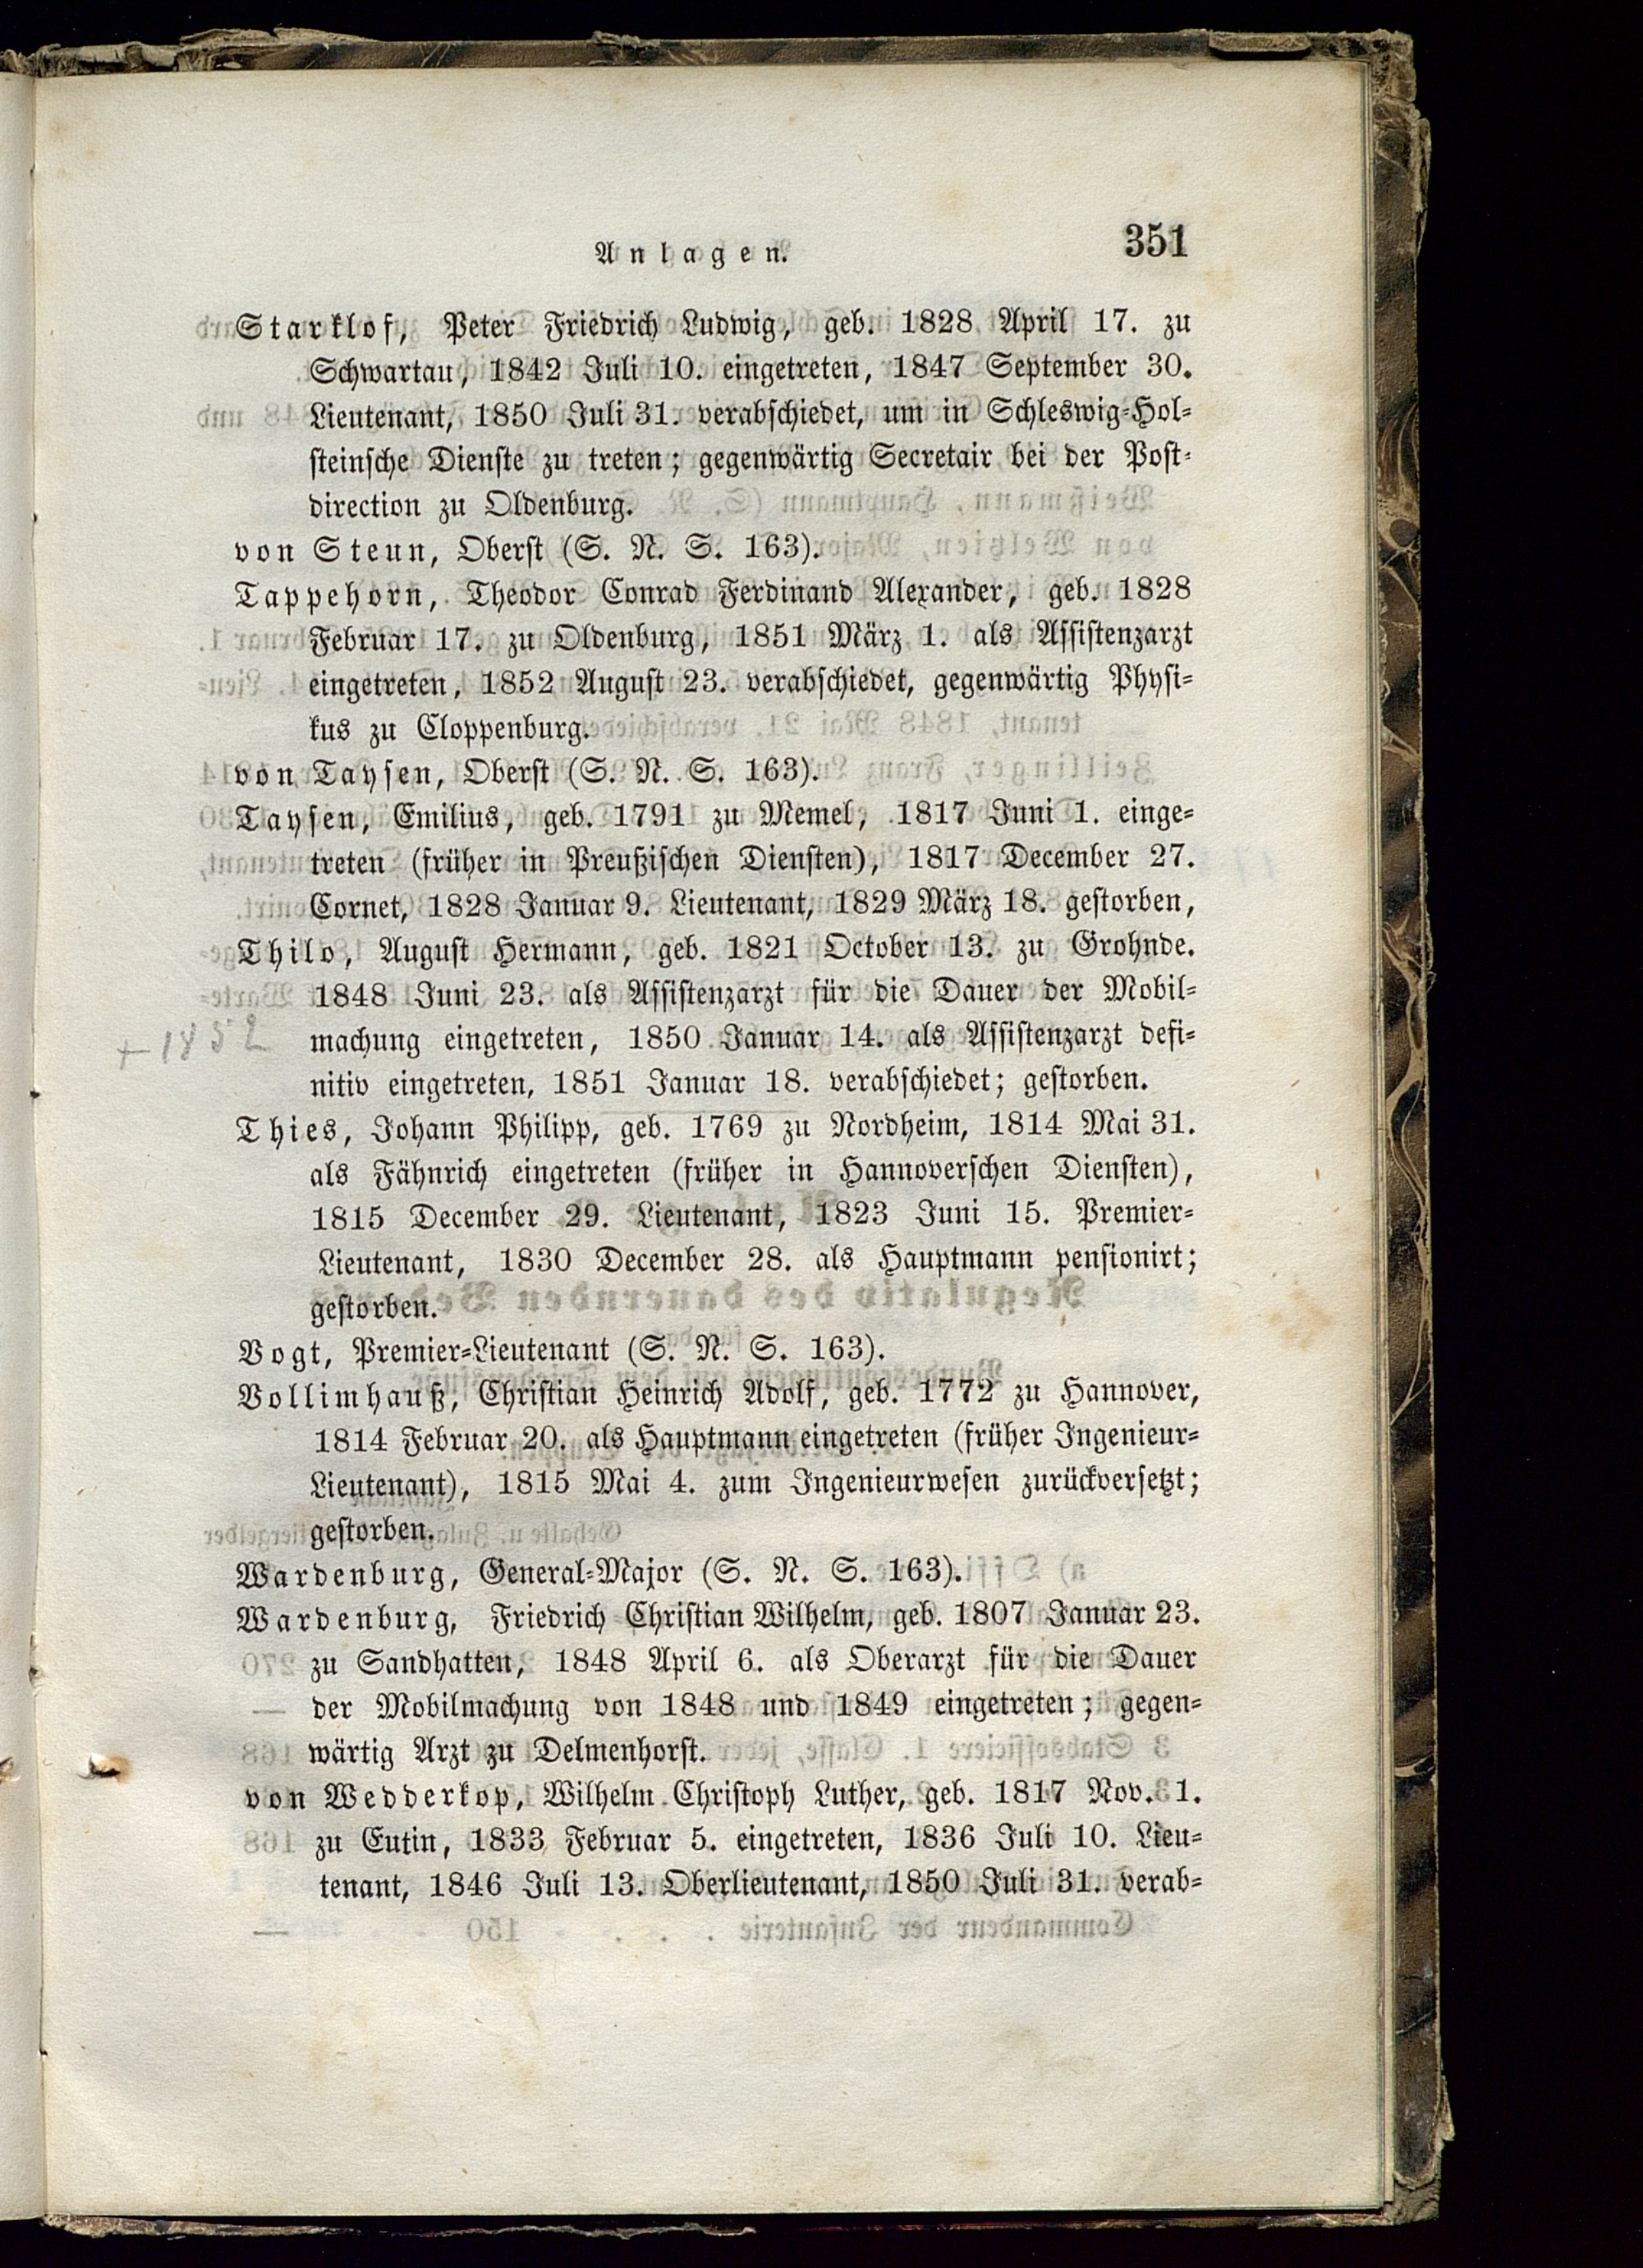 Anlagen. 351
Starklof, Peter Friedrich Ludwig, geb. 1828 April 17. zu
Schwartau, 1842 Juli 10. eingetreten, 1847 September 30.
Lieutenant, 1850 Juli 31. verabschiedet, um in Schleswig-Hol-
steinsche Dienste zu treten; gegenwärtig Secretair bei der Post-
direction zu Oldenburg.
von Steun, Oberst (S. N. S. 163).
Tappehorn, Theodor Conrad Ferdinand Alexander, geb. 1828
Februar 17. zu Oldenburg, 1851 März 1. als Assistenzarzt
eingetreten, 1852 August 23. verabschiedet, gegenwärtig Physi-
kus zu Cloppenburg.
von Taysen, Oberst (S. N. S. 163).
Taysen, Emilius, geb. 1791 zu Memel, 1817 Juni 1. einge-
treten (früher in Preußischen Diensten), 1817 December 27.
Cornet, 1828 Januar 9. Lieutenant, 1829 März 18. gestorben,
Thilo, August Hermann, geb. 1821 October 13. zu Grohnde.
1848 Juni 23. als Assistenzarzt für die Dauer der Mobil-
+1852 machung eingetreten, 1850 Januar 14. als Assistenzarzt defi-
nitiv eingetreten, 1851 Januar 18. verabschiedet; gestorben.
Thies, Johann Philipp, geb. 1769 zu Nordheim, 1814 Mai 31.
als Fähnrich eingetreten (früher in Hannoverschen Diensten),
1815 December 29. Lieutenant, 1823 Juni 15. Premier-
Lieutenant, 1830 December 28. als Hauptmann pensionirt;
gestorben.
Vogt, Premier-Lieutenant (S. N. S. 163).
Vollimhauß, Christian Heinrich Adolf, geb. 1772 zu Hannover,
1814 Februar 20. als Hauptmann eingetreten (früher Ingenieur-
Lieutenant), 1815 Mai 4. zum Ingenieurwesen zurückversetzt;
gestorben.
Wardenburg, General-Major (S. N. S. 163).
Wardenburg, Friedrich Christian Wilhelm, geb. 1807 Januar 23.
zu Sandhatten, 1848 April 6. als Oberarzt für die Dauer
der Mobilmachung von 1848 und 1849 eingetreten; gegen-
wärtig Arzt zu Delmenhorst.
von Wedderkop, Wilhelm Christoph Luther, geb. 1817 Nov. 1.
zu Eutin, 1833 Februar 5. eingetreten, 1836 Juli 10. Lieu-
tenant, 1846 Juli 13. Oberlieutenant, 1850 Juli 31. verab-